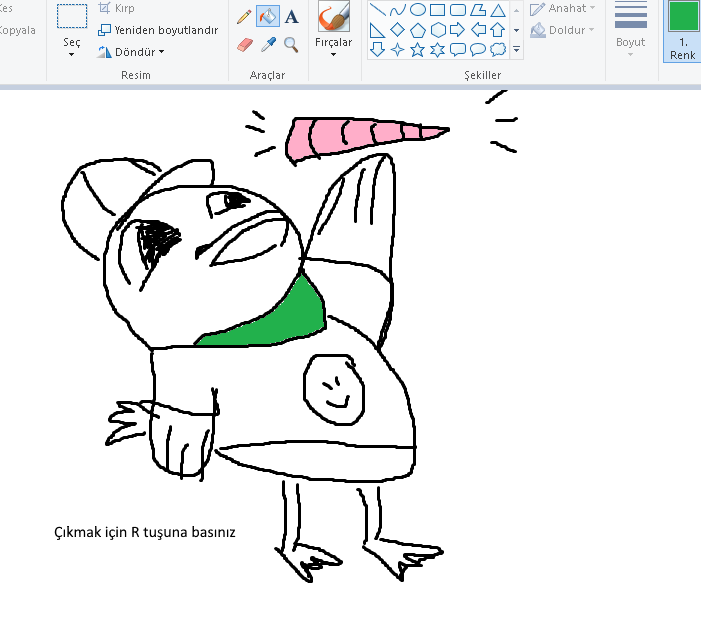 Kes
Kopyala
Seç
Kırp
Yeniden boyutlandır
Döndür
Resim
A
Araçlar
Fırçalar
Şekiller
Anahat
Doldur
Boyut
1.
Renk
Çıkmak için R tuşuna basınız